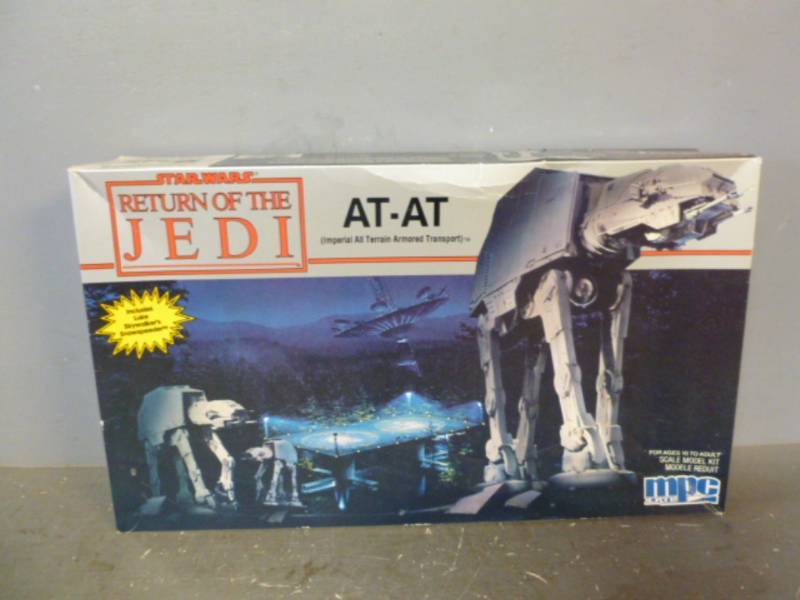 STAR WARS
RETURN OF THE
JEDI
AT-AT
(Imperial All Terrain Armored Transport)™
Includes
Luke
Skywalker's
Snowspeeder™
"FOR AGES 10 TO ADULT"
SCALE MODEL KIT
MODELE REDUIT
mpc